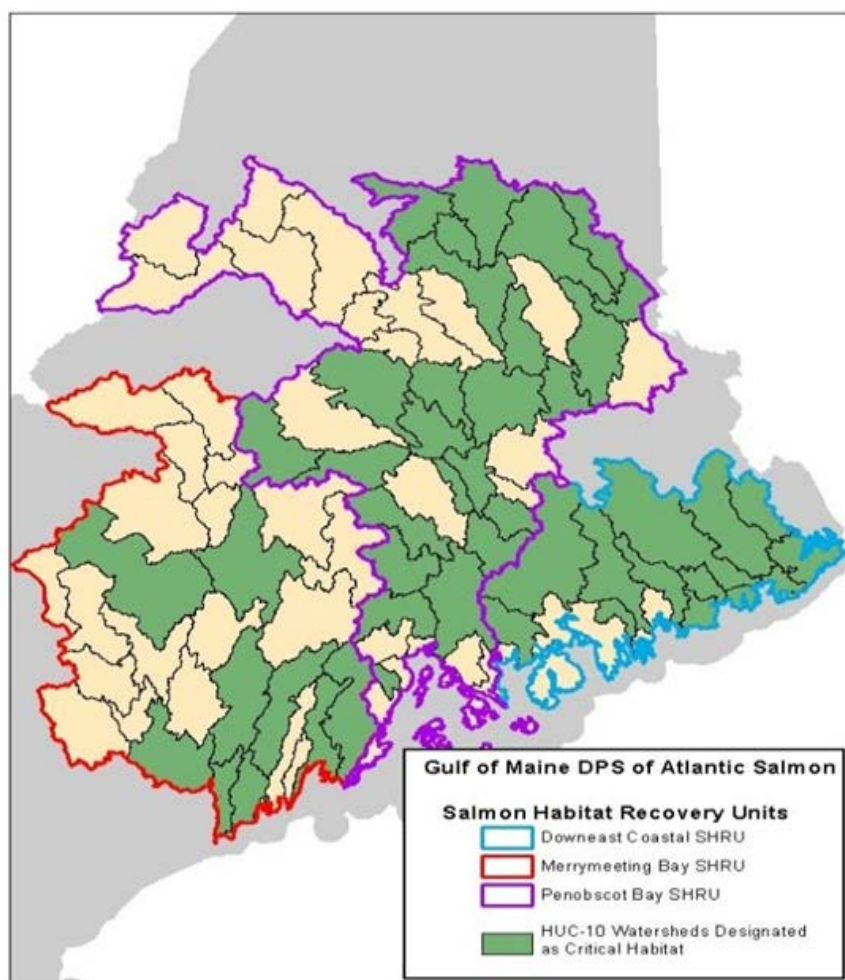 Gulf of Maine DPS of Atlantic Salmon
Salmon Habitat Recovery Units
Downeast Coastal SHRU
Merrymeeting Bay SHRU
Penobscot Bay SHRU
HUC-10 Watersheds Designated
as Critical Habitat